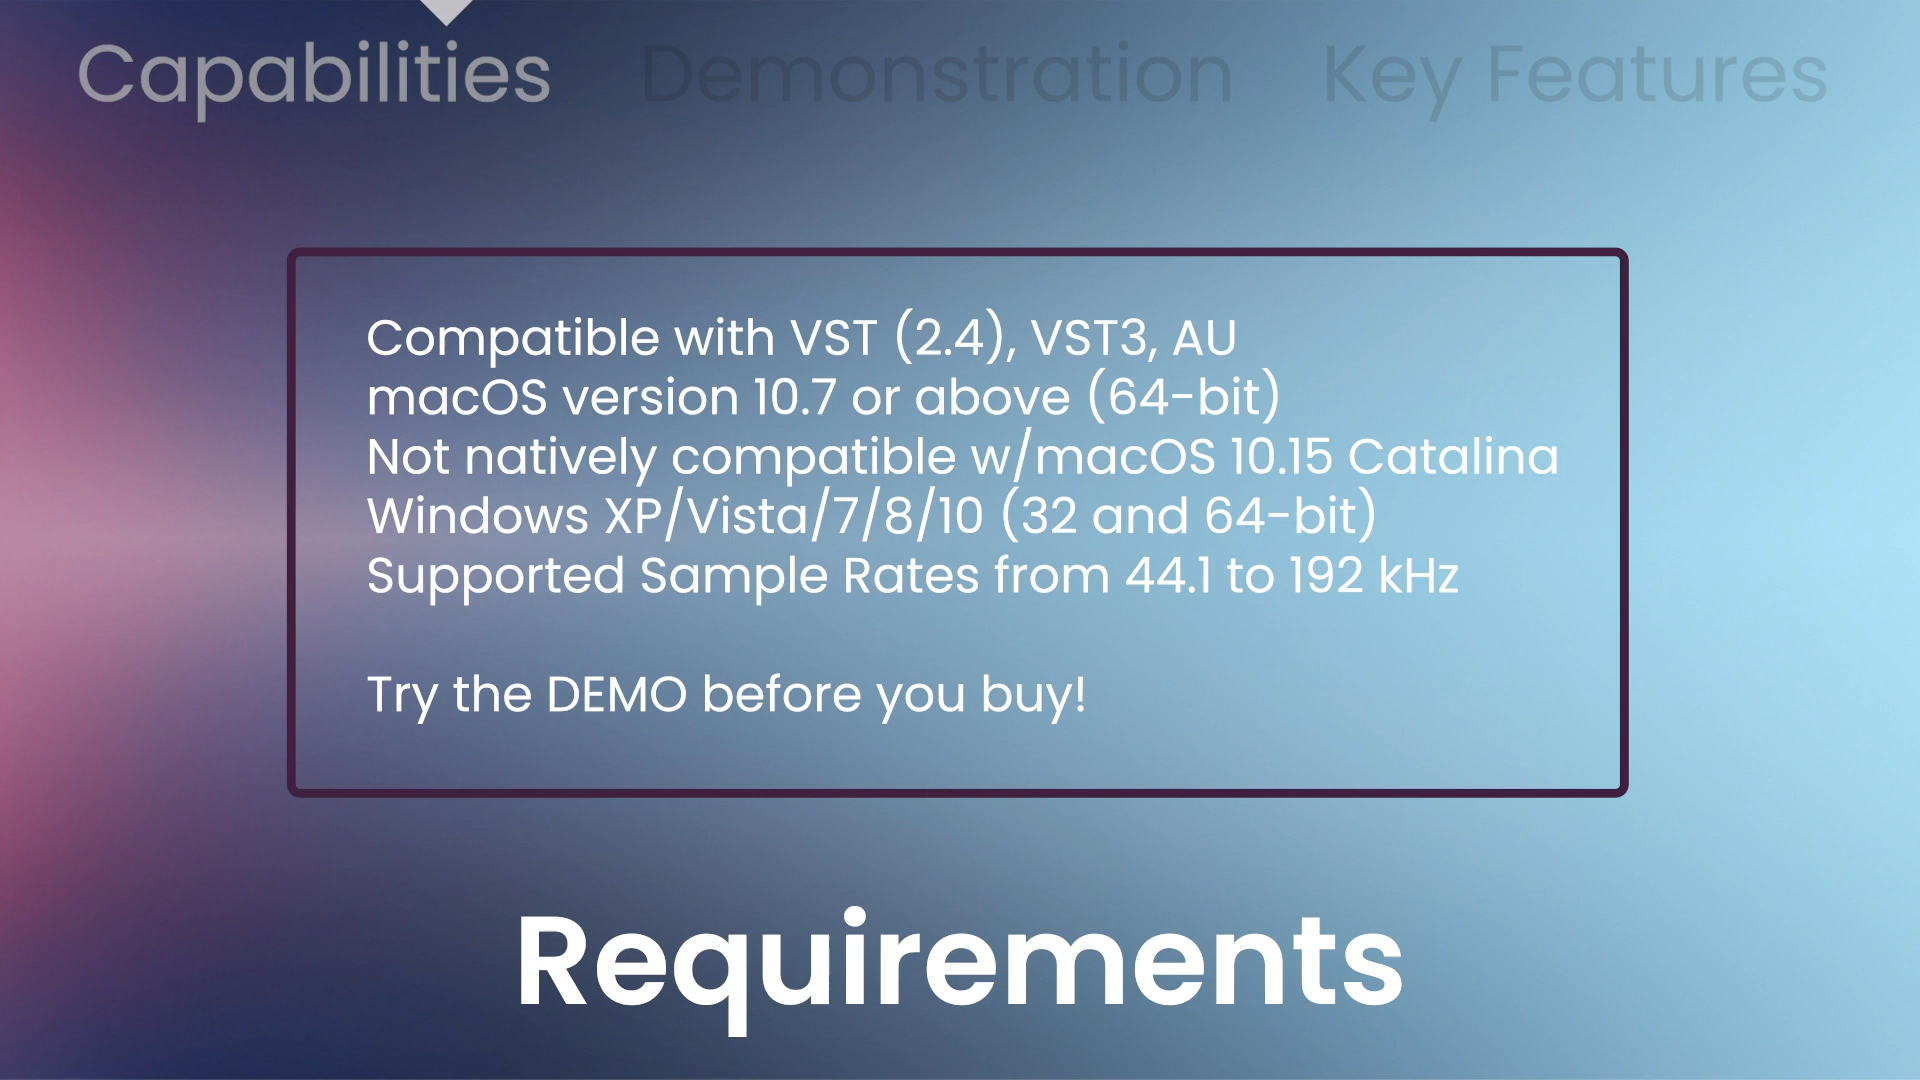 Capabilities Demonstration Key Features
Compatible with VST (2.4), VST3, AU
macOS version 10.7 or above (64-bit)
Not natively compatible w/macOS 10.15 Catalina
Windows XP/Vista/7/8/10 (32 and 64-bit)
Supported Sample Rates from 44.1 to 192 kHz
Try the DEMO before you buy!
Requirements